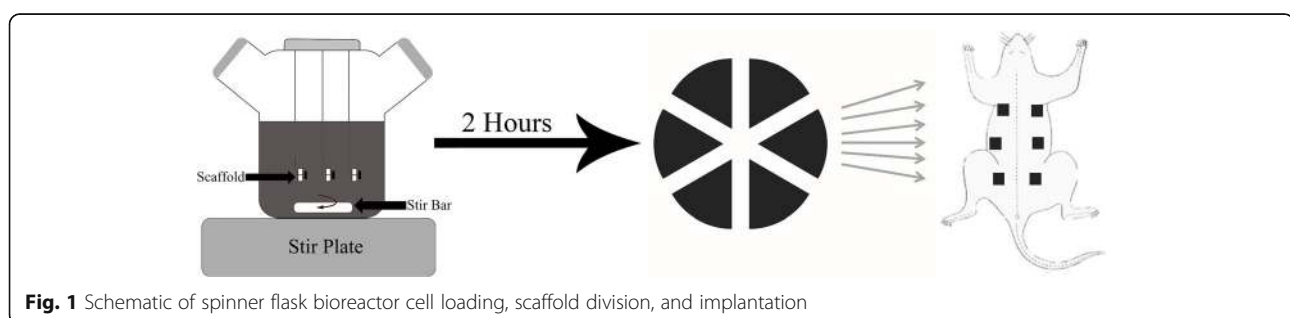 2 Hours
Scaffold
Stir Bar
Stir Plate
Fig. 1 Schematic of spinner flask bioreactor cell loading, scaffold division, and implantation